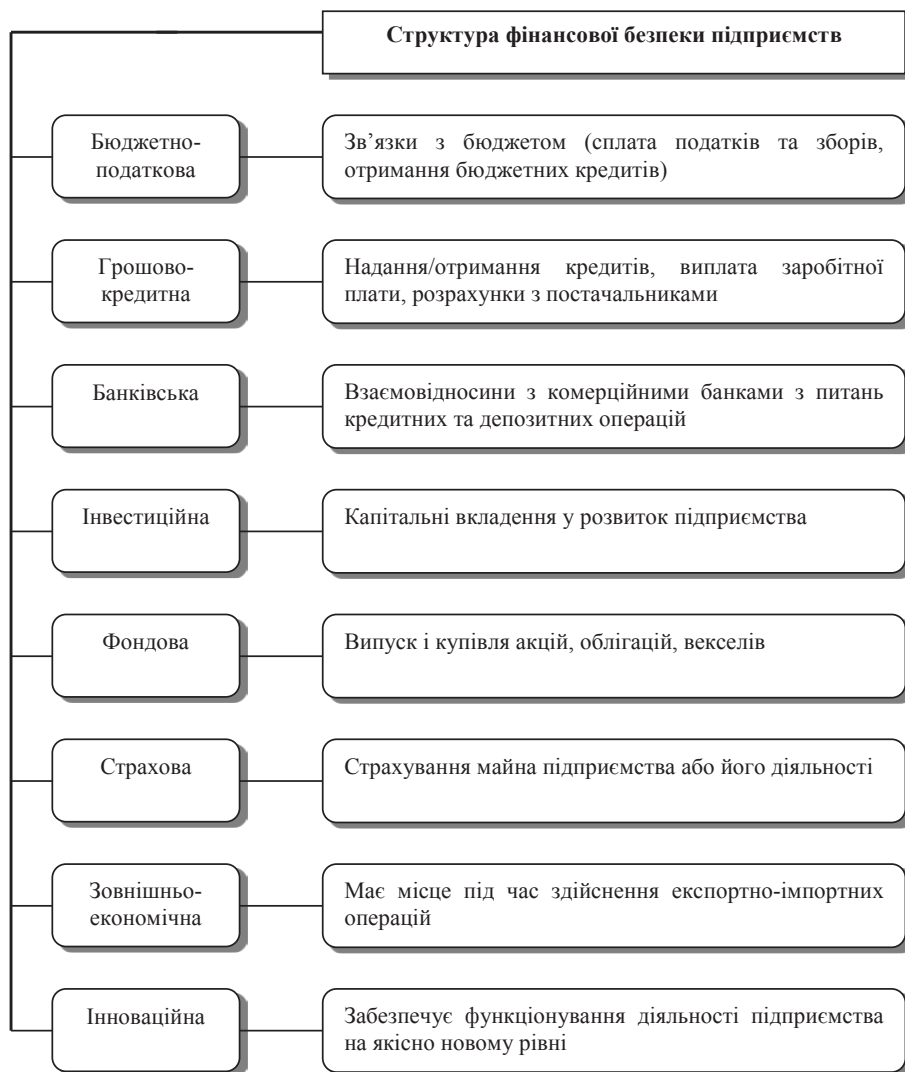 Структура фінансової безпеки підприємств
Бюджетно-
податкова
Зв’язки з бюджетом (сплата податків та зборів,
отримання бюджетних кредитів)
Грошово-
кредитна
Надання/отримання кредитів, виплата заробітної
плати, розрахунки з постачальниками
Банківська
Взаємовідносини з комерційними банками з питань
кредитних та депозитних операцій
Інвестиційна
Капітальні вкладення у розвиток підприємства
Фондова
Випуск і купівля акцій, облігацій, векселів
Страхова
Страхування майна підприємства або його діяльності
Зовнішньо-
економічна
Має місце під час здійснення експортно-імпортних
операцій
Інноваційна
Забезпечує функціонування діяльності підприємства
на якісно новому рівні